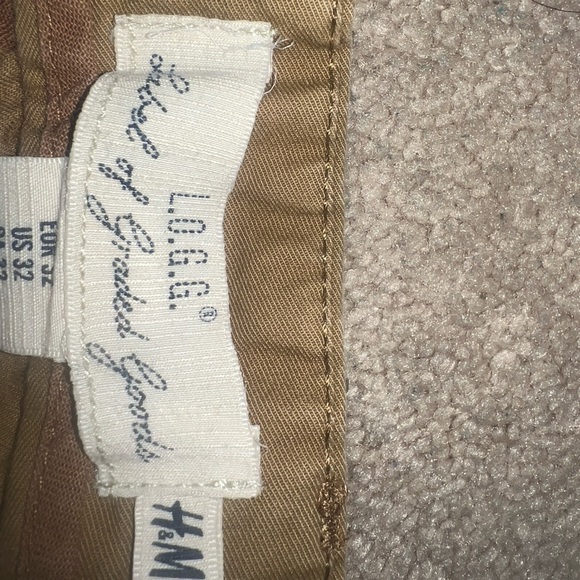 Label of Graded Goods
L.O.G.G.®
H&M
EUR 32
US 32